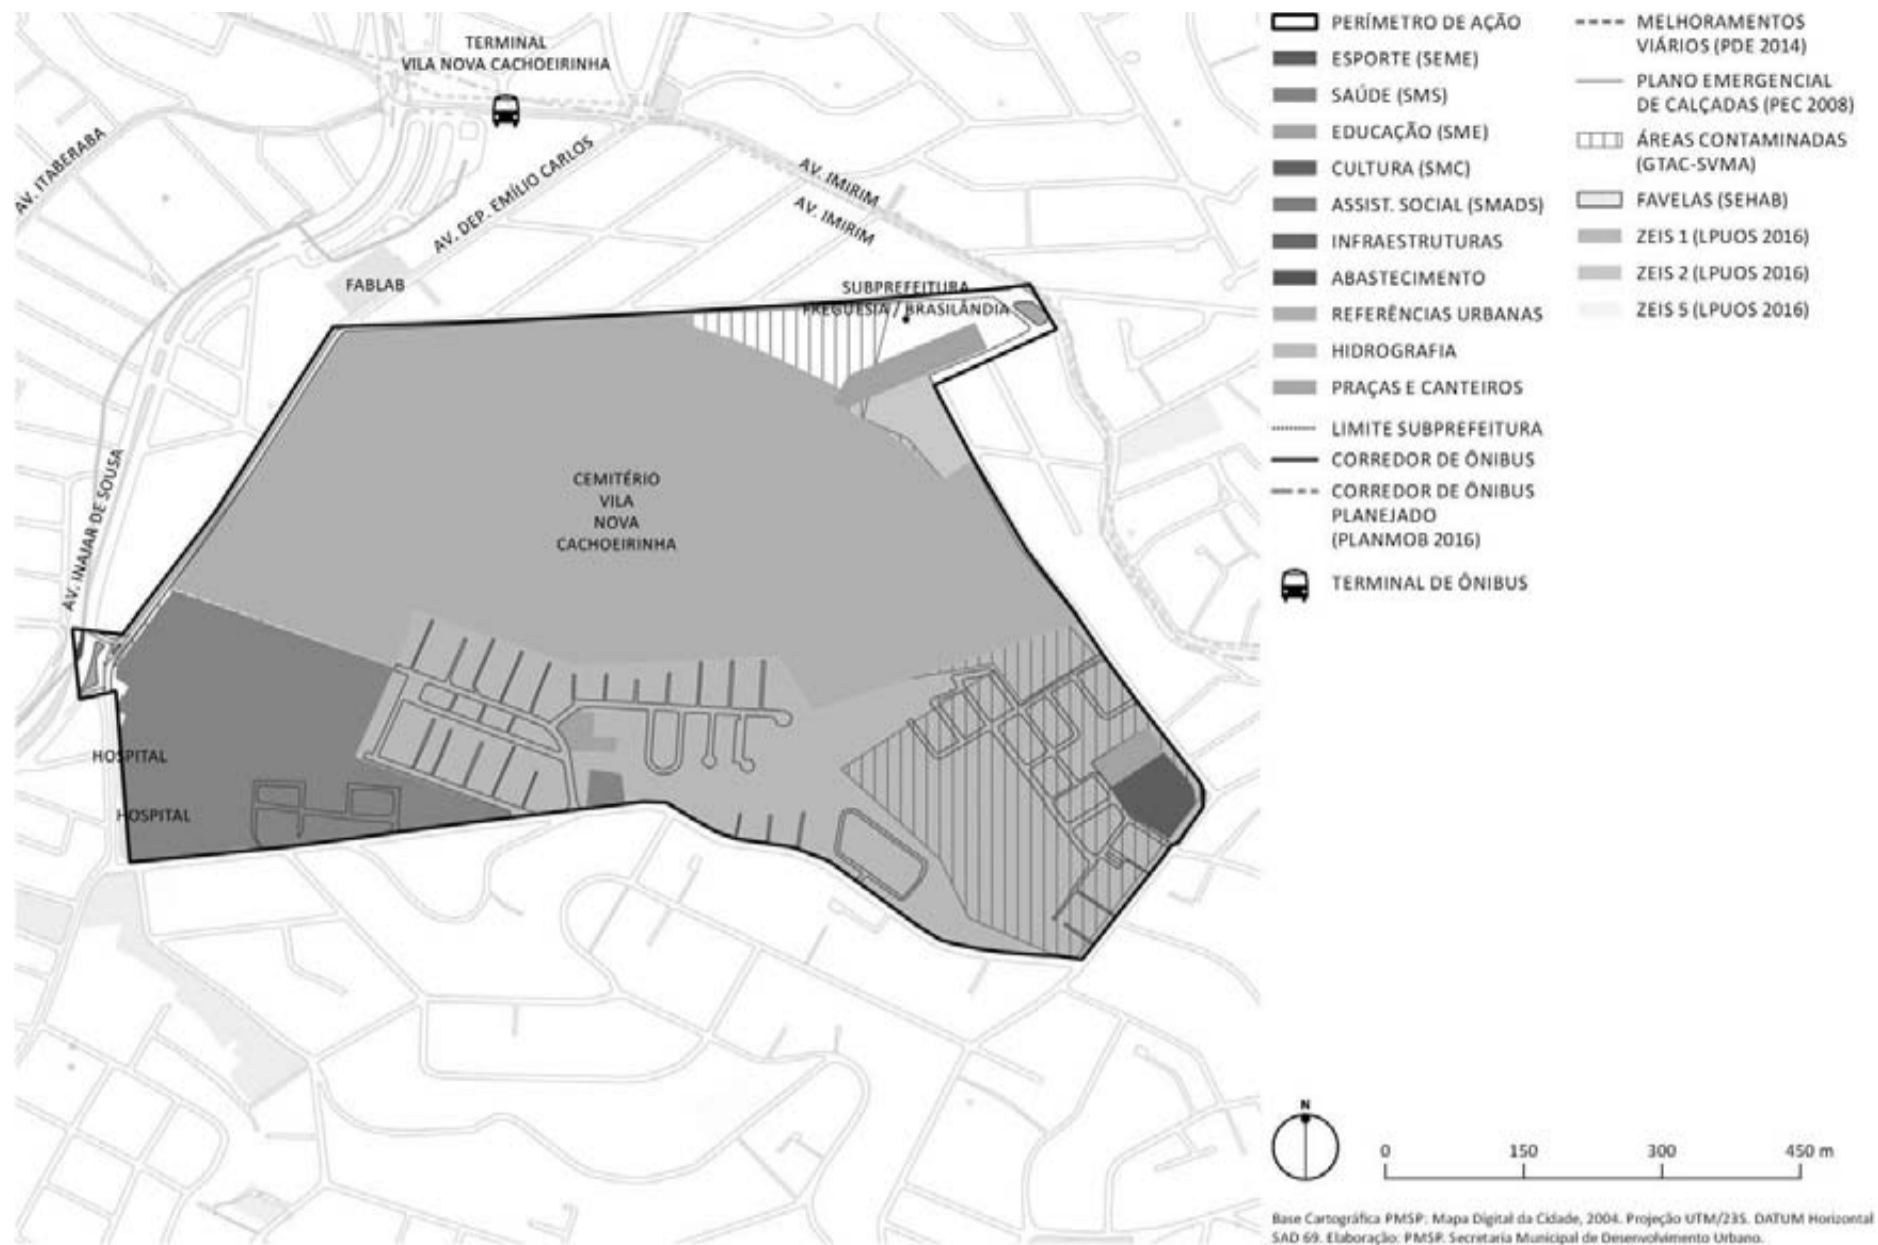 TERMINAL
VILA NOVA CACHOEIRINHA
AV. ITABERABA
AV. DEP. EMÍLIO CARLOS
AV. IMIRIM
AV. IMIRIM
FABLAB
SUBPREFEITURA
FREGUESIA / BRASILÂNDIA
AV. INAJAR DE SOUSA
CEMITÉRIO
VILA
NOVA
CACHOEIRINHA
HOSPITAL
HOSPITAL
PERÍMETRO DE AÇÃO
ESPORTE (SEME)
SAÚDE (SMS)
EDUCAÇÃO (SME)
CULTURA (SMC)
ASSIST. SOCIAL (SMADS)
INFRAESTRUTURAS
ABASTECIMENTO
REFERÊNCIAS URBANAS
HIDROGRAFIA
PRAÇAS E CANTEIROS
LIMITE SUBPREFEITURA
CORREDOR DE ÔNIBUS
CORREDOR DE ÔNIBUS
PLANEJADO
(PLANMOB 2016)
TERMINAL DE ÔNIBUS
MELHORAMENTOS
VIÁRIOS (PDE 2014)
PLANO EMERGENCIAL
DE CALÇADAS (PEC 2008)
ÁREAS CONTAMINADAS
(GTAC-SVMA)
FAVELAS (SEHAB)
ZEIS 1 (LPUOS 2016)
ZEIS 2 (LPUOS 2016)
ZEIS 5 (LPUOS 2016)
N
0 150 300 450 m
Base Cartográfica PMSP: Mapa Digital da Cidade, 2004. Projeção UTM/23S. DATUM Horizontal
SAD 69. Elaboração: PMSP. Secretaria Municipal de Desenvolvimento Urbano.